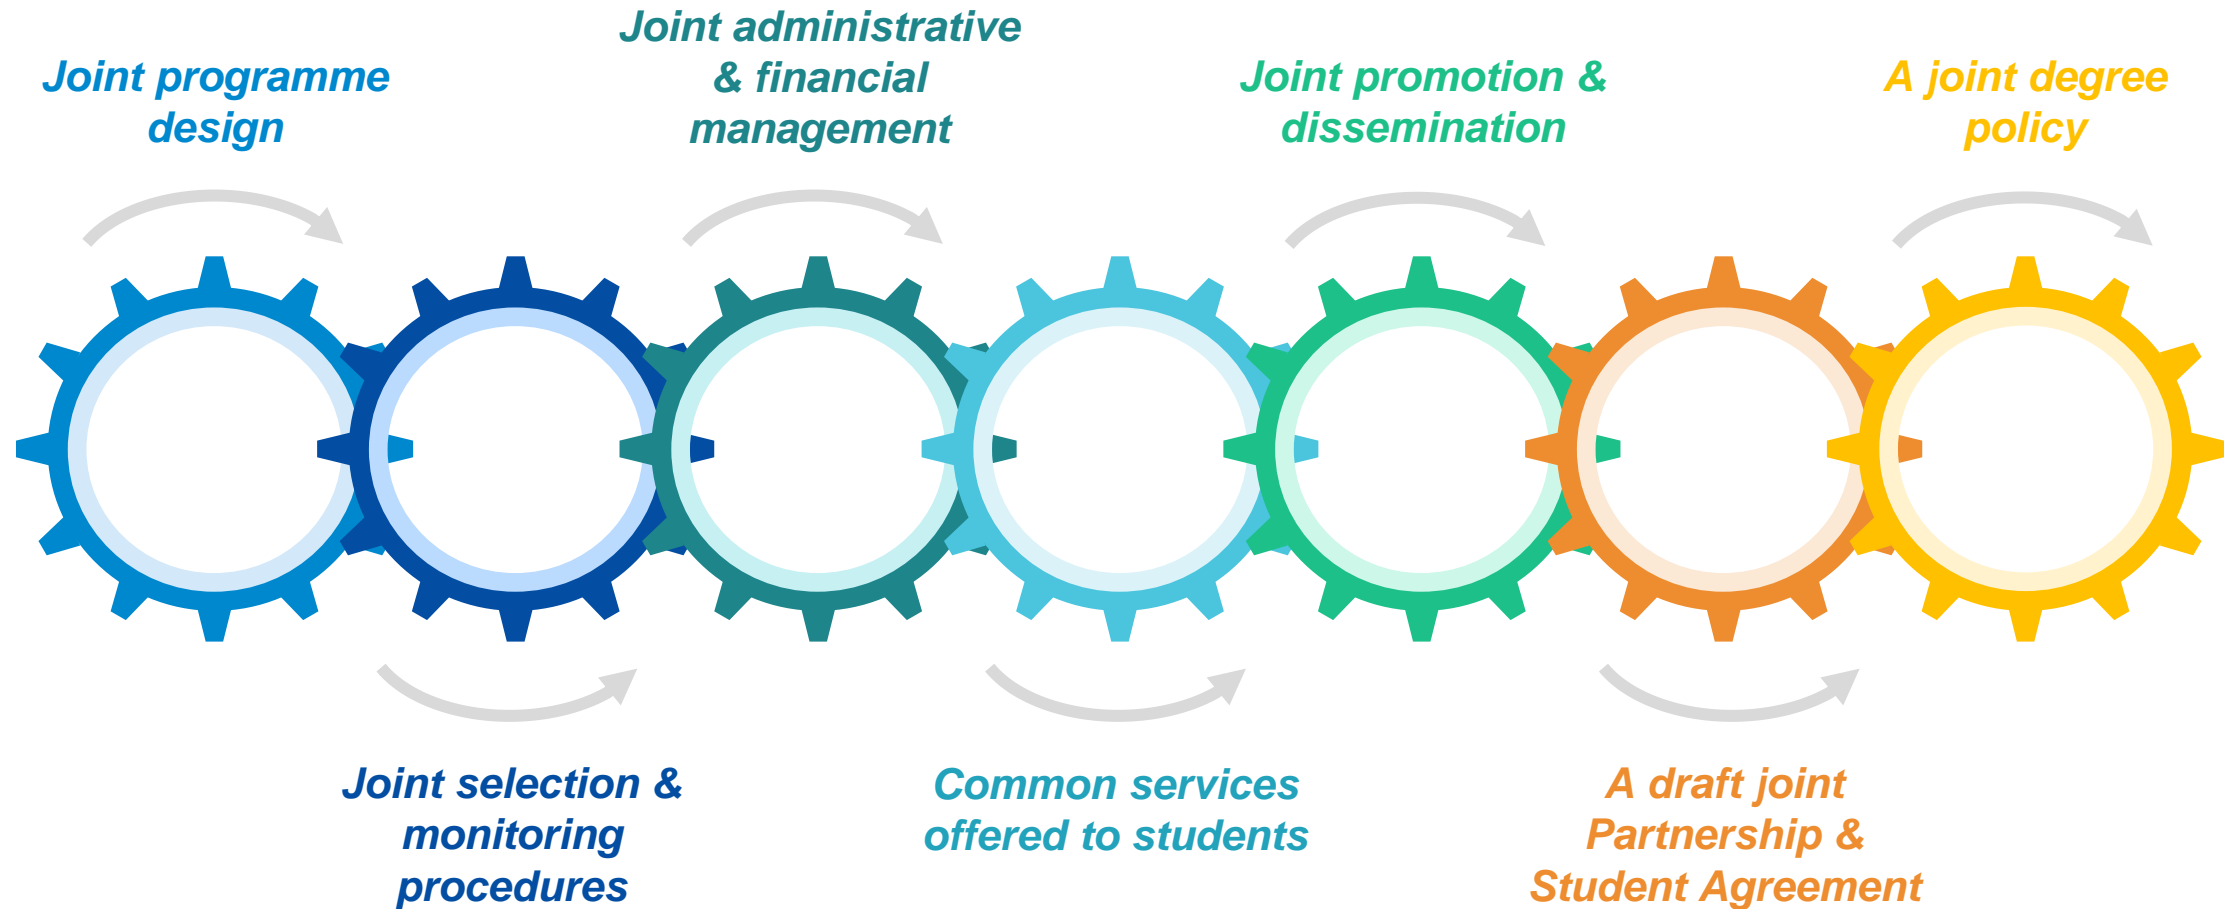 Joint programme
design
Joint administrative
& financial
management
Joint promotion &
dissemination
A joint degree
policy
Joint selection &
monitoring
procedures
Common services
offered to students
A draft joint
Partnership &
Student Agreement